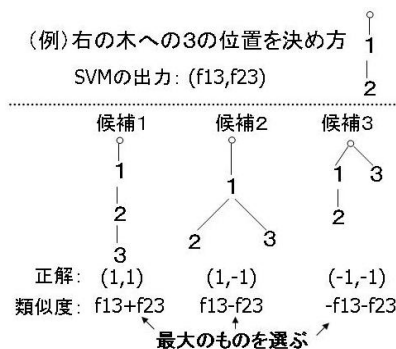 (例)右の木への3の位置を決め方
1
SVMの出力: (f13,f23)
2
候補1 候補2 候補3
1 1 1 3
2 2
2 3
3
正解: (1,1) (1,-1) (-1,-1)
類似度: f13+f23 f13-f23 -f13-f23
最大のものを選ぶ